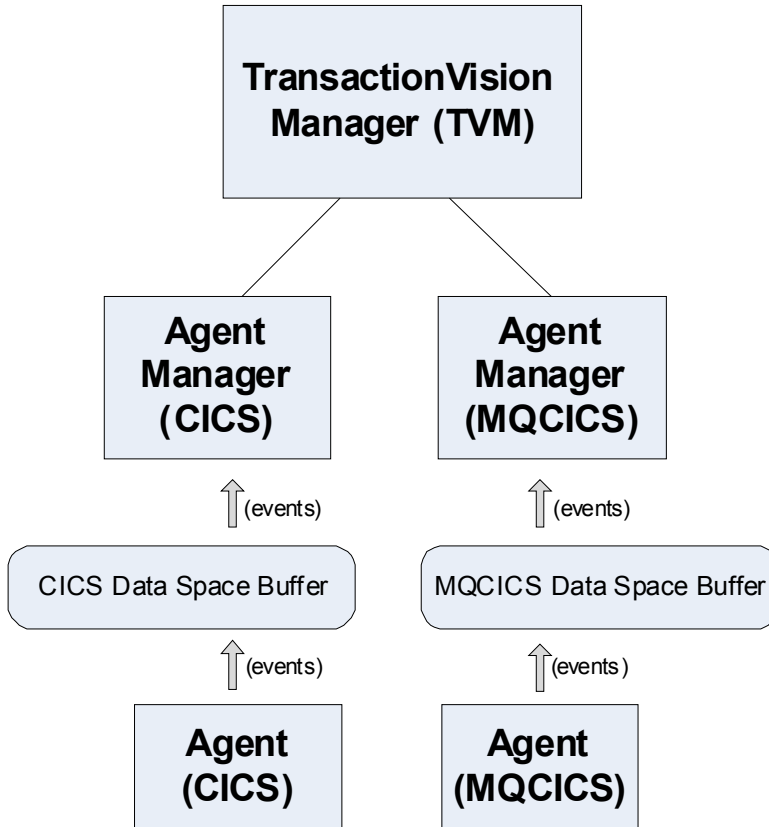 TransactionVision
Manager (TVM)
Agent
Manager
(CICS)
Agent
Manager
(MQCICS)
(events)
(events)
CICS Data Space Buffer
MQCICS Data Space Buffer
(events)
(events)
Agent
(CICS)
Agent
(MQCICS)